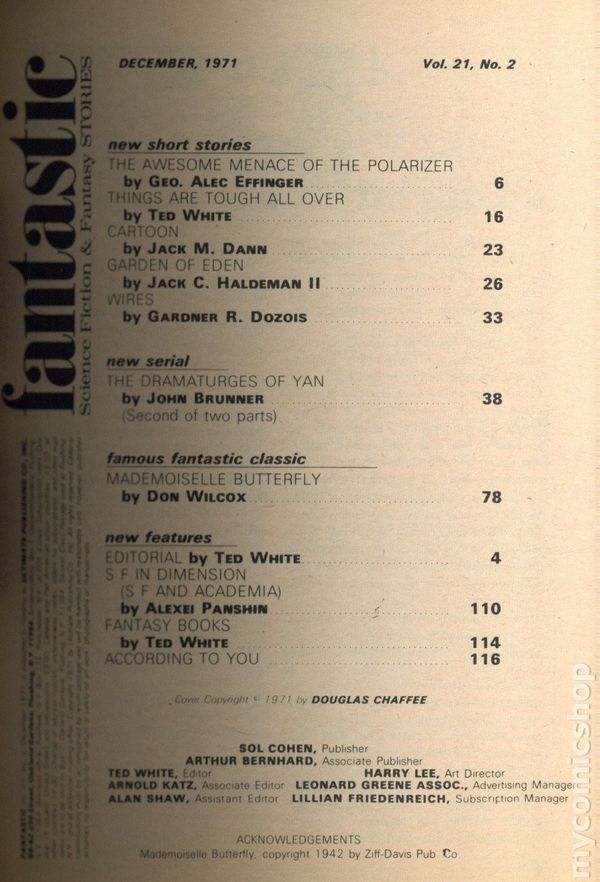 fantastic
Science Fiction & Fantasy STORIES
DECEMBER, 1971 Vol. 21, No. 2
new short stories
THE AWESOME MENACE OF THE POLARIZER
by GEO. ALEC EFFINGER 6
THINGS ARE TOUGH ALL OVER
by TED WHITE 16
CARTOON
by JACK M. DANN 23
GARDEN OF EDEN
by JACK C. HALDEMAN II 26
WIRES
by GARDNER R. DOZOIS 33
new serial
THE DRAMATURGES OF YAN
by JOHN BRUNNER 38
(Second of two parts)
famous fantastic classic
MADEMOISELLE BUTTERFLY
by DON WILCOX 78
new features
EDITORIAL by TED WHITE 4
S F IN DIMENSION
(S F AND ACADEMIA)
by ALEXEI PANSHIN 110
FANTASY BOOKS
by TED WHITE 114
ACCORDING TO YOU 116
Cover Copyright © 1971 by DOUGLAS CHAFFEE
SOL COHEN, Publisher
ARTHUR BERNHARD, Associate Publisher
TED WHITE, Editor HARRY LEE, Art Director
ARNOLD KATZ, Associate Editor LEONARD GREENE ASSOC., Advertising Manager
ALAN SHAW, Assistant Editor LILLIAN FRIEDENREICH, Subscription Manager
ACKNOWLEDGEMENTS
Mademoiselle Butterfly, copyright 1942 by Ziff-Davis Pub. Co.
mycomicshop